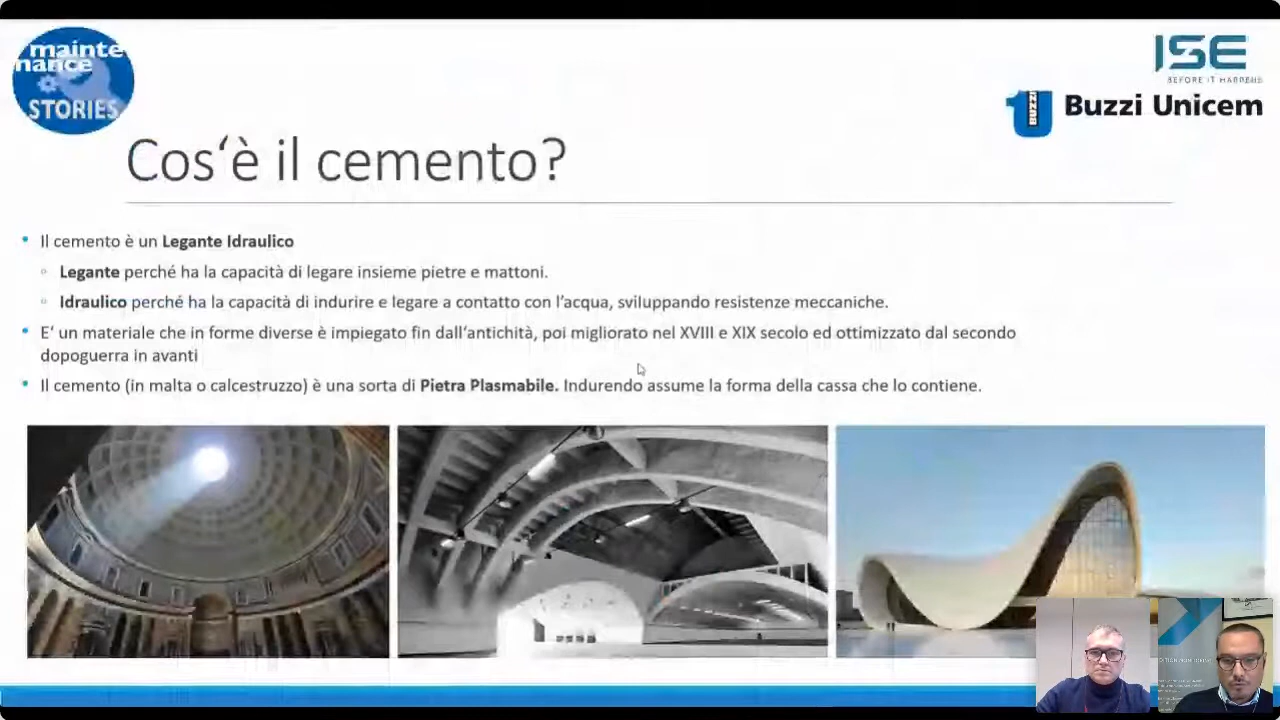 mainte
nance
STORIES
ISE
BEFORE IT HAPPENS
BUZZI
Buzzi Unicem
Cos‘è il cemento?
• Il cemento è un Legante Idraulico
◦ Legante perché ha la capacità di legare insieme pietre e mattoni.
◦ Idraulico perché ha la capacità di indurire e legare a contatto con l’acqua, sviluppando resistenze meccaniche.
• E‘ un materiale che in forme diverse è impiegato fin dall‘antichità, poi migliorato nel XVIII e XIX secolo ed ottimizzato dal secondo
dopoguerra in avanti
• Il cemento (in malta o calcestruzzo) è una sorta di Pietra Plasmabile. Indurendo assume la forma della cassa che lo contiene.